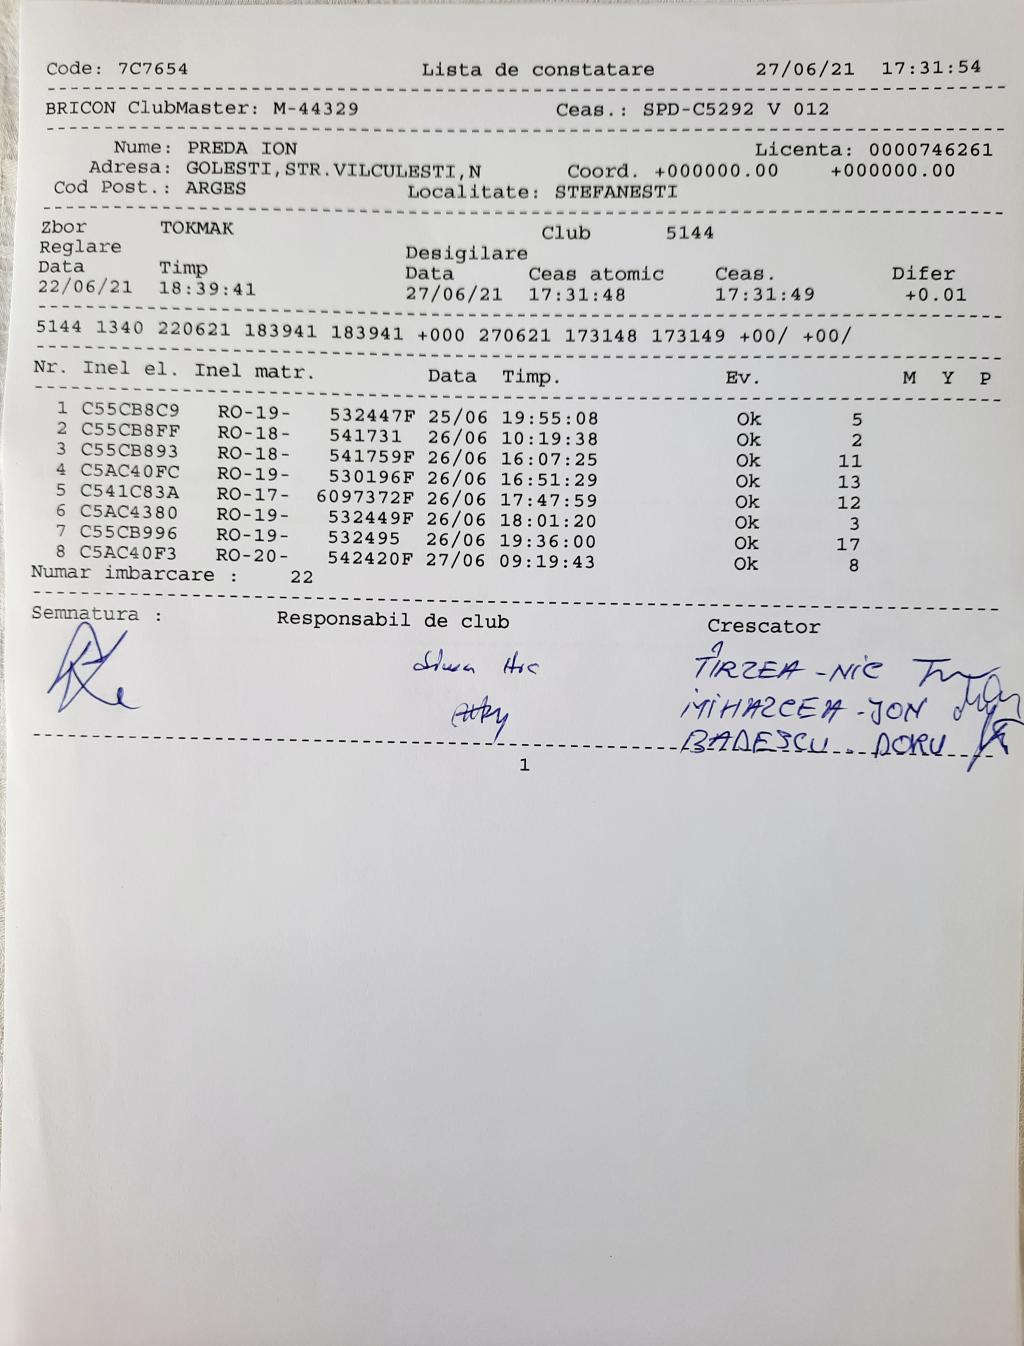 Code: 7C7654 Lista de constatare 27/06/21 17:31:54
BRICON ClubMaster: M-44329 Ceas.: SPD-C5292 V 012
Nume: PREDA ION Licenta: 0000746261
Adresa: GOLESTI,STR.VILCULESTI,N Coord. +000000.00 +000000.00
Cod Post.: ARGES Localitate: STEFANESTI
Zbor TOKMAK Club 5144
Reglare Desigilare
Data Timp Data Ceas atomic Ceas. Difer
22/06/21 18:39:41 27/06/21 17:31:48 17:31:49 +0.01
5144 1340 220621 183941 183941 +000 270621 173148 173149 +00/ +00/
Nr. Inel el. Inel matr. Data Timp. Ev. M Y P
1 C55CB8C9 RO-19- 532447F 25/06 19:55:08 Ok 5
2 C55CB8FF RO-18- 541731 26/06 10:19:38 Ok 2
3 C55CB893 RO-18- 541759F 26/06 16:07:25 Ok 11
4 C5AC40FC RO-19- 530196F 26/06 16:51:29 Ok 13
5 C541C83A RO-17- 6097372F 26/06 17:47:59 Ok 12
6 C5AC4380 RO-19- 532449F 26/06 18:01:20 Ok 3
7 C55CB996 RO-19- 532495 26/06 19:36:00 Ok 17
8 C5AC40F3 RO-20- 542420F 27/06 09:19:43 Ok 8
Numar imbarcare : 22
Semnatura : Responsabil de club Crescator
TÎRZEA -NIC
MIHALCEA -ION
BADESCU . DORU
1